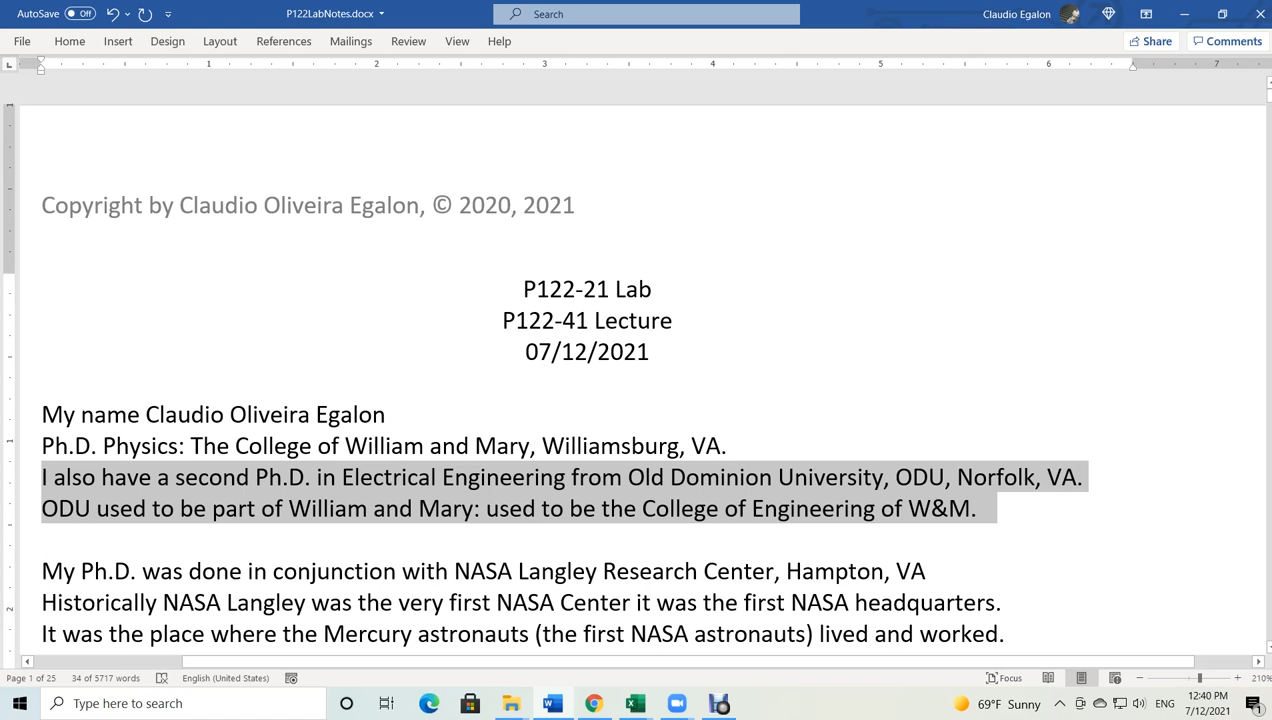 AutoSave Off P122LabNotes.docx Search Claudio Egalon
File Home Insert Design Layout References Mailings Review View Help Share Comments
1 2 3 4 5 6 7
Copyright by Claudio Oliveira Egalon, © 2020, 2021
P122-21 Lab
P122-41 Lecture
07/12/2021
My name Claudio Oliveira Egalon
Ph.D. Physics: The College of William and Mary, Williamsburg, VA.
I also have a second Ph.D. in Electrical Engineering from Old Dominion University, ODU, Norfolk, VA.
ODU used to be part of William and Mary: used to be the College of Engineering of W&M.
My Ph.D. was done in conjunction with NASA Langley Research Center, Hampton, VA
Historically NASA Langley was the very first NASA Center it was the first NASA headquarters.
It was the place where the Mercury astronauts (the first NASA astronauts) lived and worked.
Page 1 of 25 34 of 5717 words English (United States) Focus 210%
Type here to search 69°F Sunny ENG 12:40 PM
7/12/2021